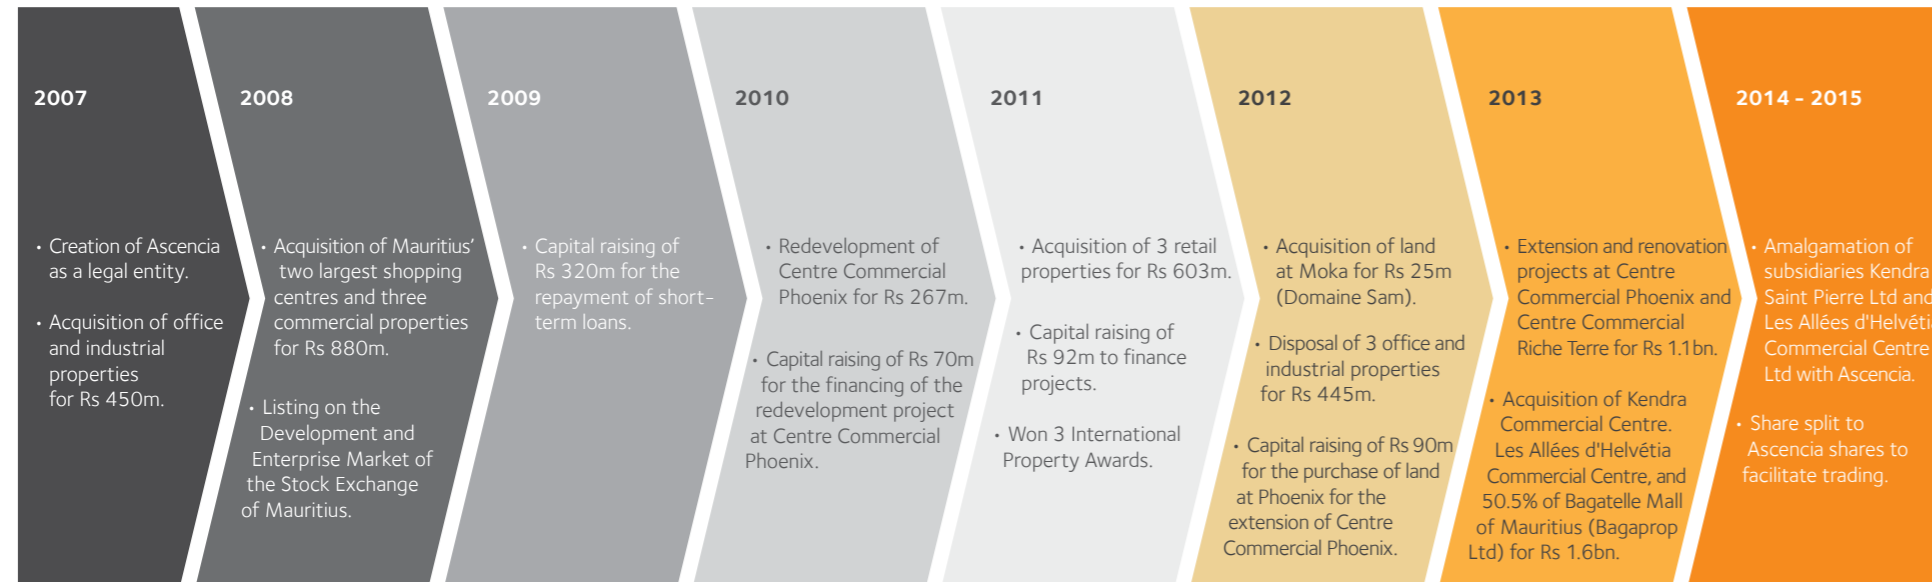 2007
• Creation of Ascencia
as a legal entity.
• Acquisition of office
and industrial
properties
for Rs 450m.
2008
• Acquisition of Mauritius’
two largest shopping
centres and three
commercial properties
for Rs 880m.
• Listing on the
Development and
Enterprise Market of
the Stock Exchange
of Mauritius.
2009
• Capital raising of
Rs 320m for the
repayment of short-
term loans.
2010
• Redevelopment of
Centre Commercial
Phoenix for Rs 267m.
• Capital raising of Rs 70m
for the financing of the
redevelopment project
at Centre Commercial
Phoenix.
2011
• Acquisition of 3 retail
properties for Rs 603m.
• Capital raising of
Rs 92m to finance
projects.
• Won 3 International
Property Awards.
2012
• Acquisition of land
at Moka for Rs 25m
(Domaine Sam).
• Disposal of 3 office and
industrial properties
for Rs 445m.
• Capital raising of Rs 90m
for the purchase of land
at Phoenix for the
extension of Centre
Commercial Phoenix.
2013
• Extension and renovation
projects at Centre
Commercial Phoenix and
Centre Commercial
Riche Terre for Rs 1.1bn.
• Acquisition of Kendra
Commercial Centre.
Les Allées d'Helvétia
Commercial Centre, and
50.5% of Bagatelle Mall
of Mauritius (Bagaprop
Ltd) for Rs 1.6bn.
2014 - 2015
• Amalgamation of
subsidiaries Kendra
Saint Pierre Ltd and
Les Allées d'Helvétia
Commercial Centre
Ltd with Ascencia.
• Share split to
Ascencia shares to
facilitate trading.